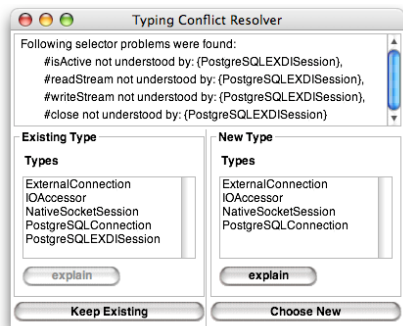 Typing Conflict Resolver
Following selector problems were found:
#isActive not understood by: {PostgreSQLEXDISession},
#readStream not understood by: {PostgreSQLEXDISession},
#writeStream not understood by: {PostgreSQLEXDISession},
#close not understood by: {PostgreSQLEXDISession}
Existing Type
Types
ExternalConnection
IOAccessor
NativeSocketSession
PostgreSQLConnection
PostgreSQLEXDISession
explain
Keep Existing
New Type
Types
ExternalConnection
IOAccessor
NativeSocketSession
PostgreSQLConnection
explain
Choose New